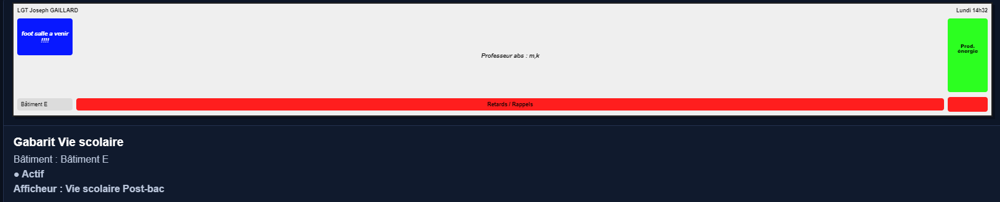 LGT Joseph GAILLARD
Lundi 14h32
foot salle a venir
!!!!
Professeur abs : m,k
Prod.
énergie
Bâtiment E
Retards / Rappels
Gabarit Vie scolaire
Bâtiment : Bâtiment E
● Actif
Afficheur : Vie scolaire Post-bac